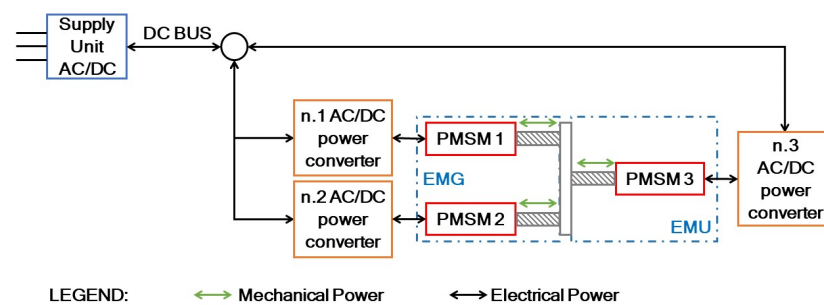 Supply
Unit
AC/DC
DC BUS
n.1 AC/DC
power
converter
PMSM 1
n.3
AC/DC
power
converter
EMG
PMSM 3
n.2 AC/DC
power
converter
PMSM 2
EMU
LEGEND: Mechanical Power Electrical Power